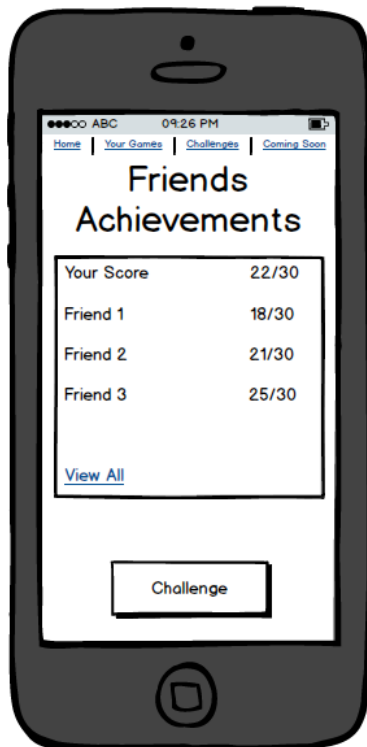 ABC 09:26 PM
Home Your Games Challenges Coming Soon
Friends
Achievements
Your Score 22/30
Friend 1 18/30
Friend 2 21/30
Friend 3 25/30
View All
Challenge